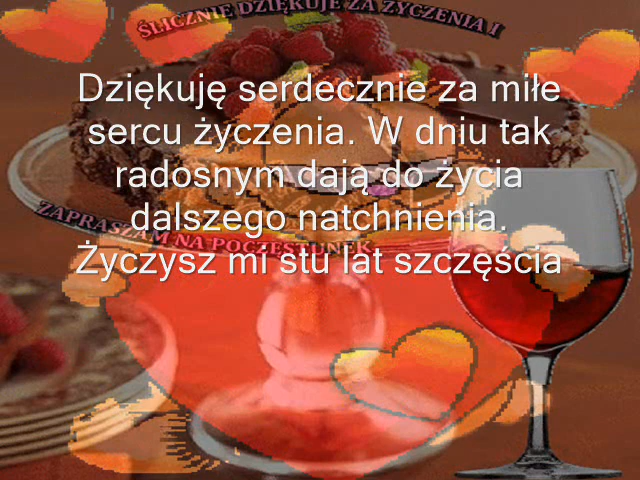 ŚLICZNIE DZIĘKUJE ZA ŻYCZENIA I
Dziękuję serdecznie za miłe
sercu życzenia. W dniu tak
radosnym dają do życia
dalszego natchnienia.
Życzysz mi stu lat szczęścia
ZAPRASZAM NA POCZĘSTUNEK